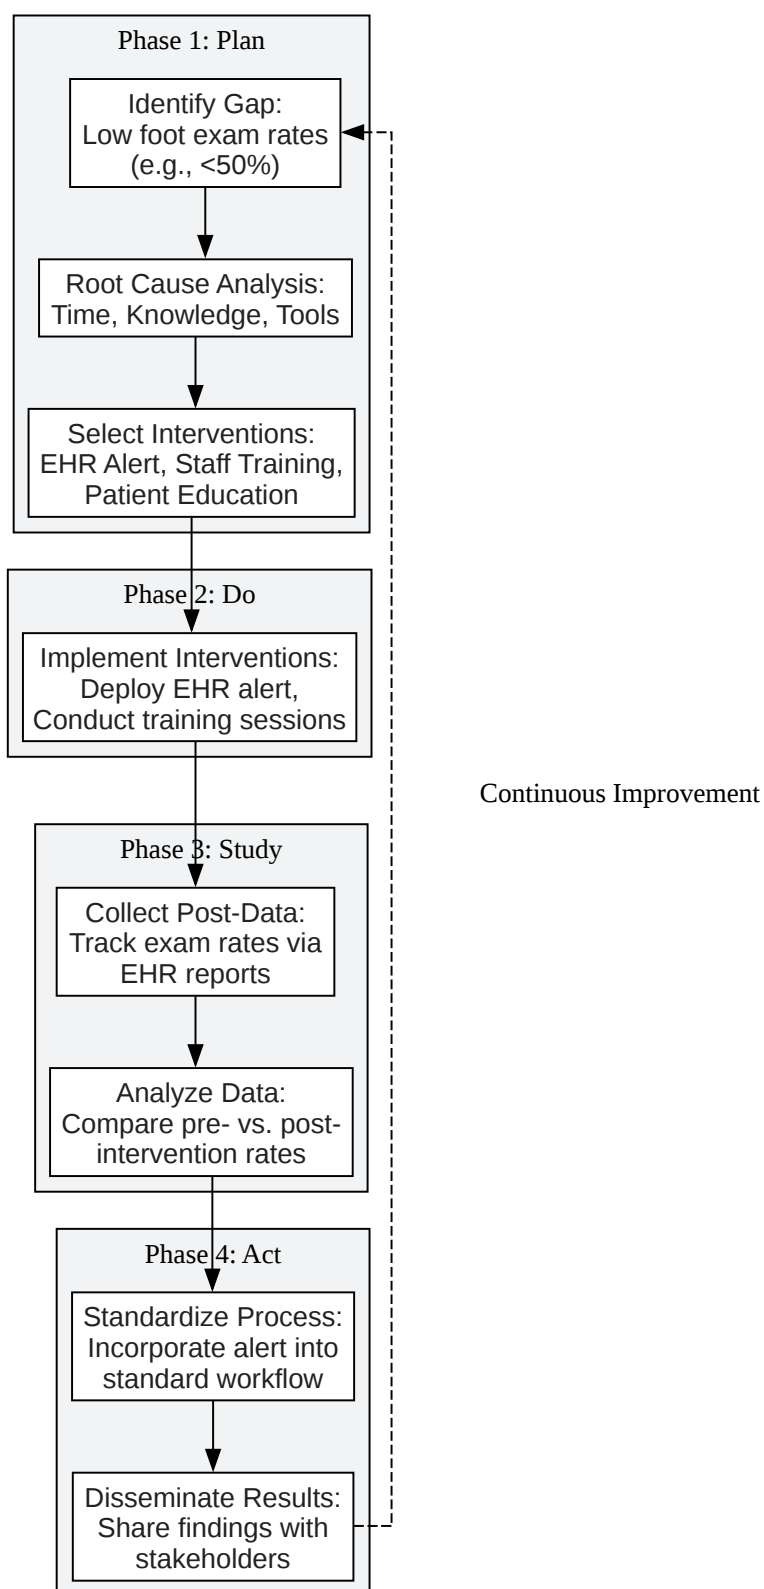 Phase 1: Plan
Identify Gap:
Low foot exam rates
(e.g., <50%)
Root Cause Analysis:
Time, Knowledge, Tools
Select Interventions:
EHR Alert, Staff Training,
Patient Education
Phase 2: Do
Implement Interventions:
Deploy EHR alert,
Conduct training sessions
Continuous Improvement
Phase 3: Study
Collect Post-Data:
Track exam rates via
EHR reports
Analyze Data:
Compare pre- vs. post-
intervention rates
Phase 4: Act
Standardize Process:
Incorporate alert into
standard workflow
Disseminate Results:
Share findings with
stakeholders